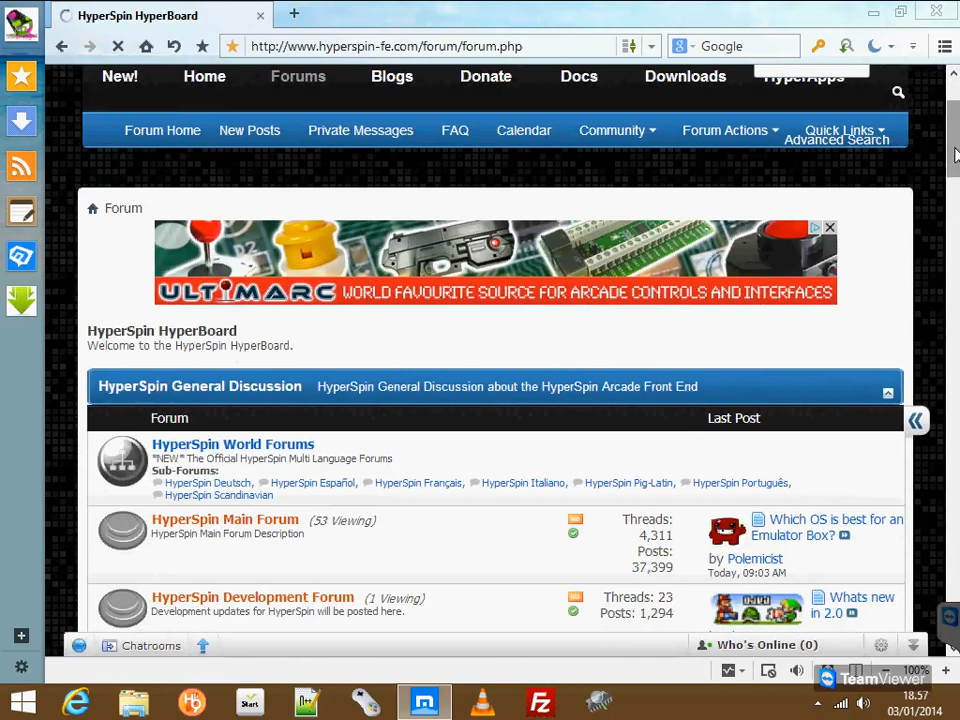 HyperSpin HyperBoard
http://www.hyperspin-fe.com/forum/forum.php
Google
New!
Home
Forums
Blogs
Donate
Docs
Downloads
HyperApps
Forum Home
New Posts
Private Messages
FAQ
Calendar
Community
Forum Actions
Quick Links
Advanced Search
Forum
ULTIMARC WORLD FAVOURITE SOURCE FOR ARCADE CONTROLS AND INTERFACES
HyperSpin HyperBoard
Welcome to the HyperSpin HyperBoard.
HyperSpin General Discussion HyperSpin General Discussion about the HyperSpin Arcade Front End
Forum
Last Post
HyperSpin World Forums
*NEW* The Official HyperSpin Multi Language Forums
Sub-Forums:
HyperSpin Deutsch, HyperSpin Español, HyperSpin Français, HyperSpin Italiano, HyperSpin Pig-Latin, HyperSpin Português,
HyperSpin Scandinavian
HyperSpin Main Forum (53 Viewing)
HyperSpin Main Forum Description
Threads:
4,311
Posts:
37,399
Which OS is best for an
Emulator Box?
by Polemicist
Today, 09:03 AM
HyperSpin Development Forum (1 Viewing)
Development updates for HyperSpin will be posted here.
Threads: 23
Posts: 1,294
Whats new
in 2.0
Chatrooms
Who's Online (0)
100%
TeamViewer
Start
18.57
03/01/2014